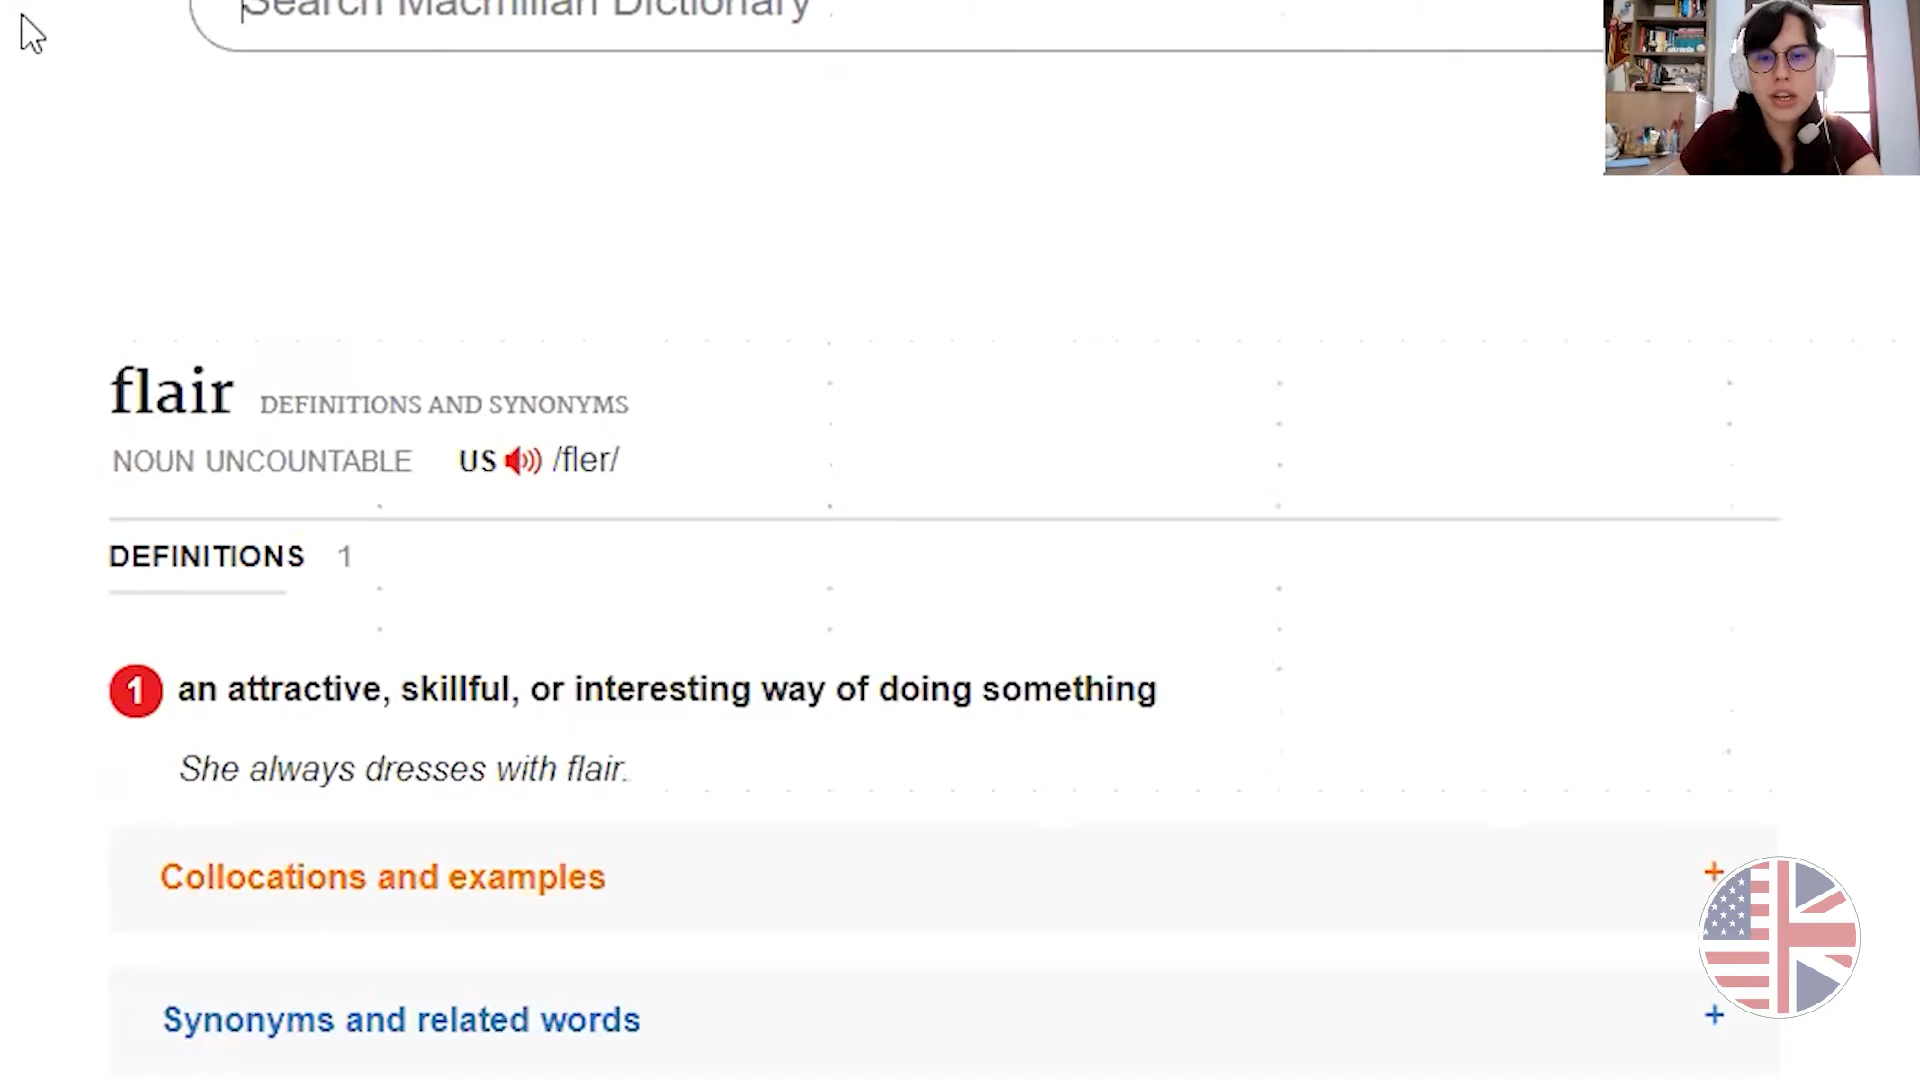 Search Macmillan Dictionary
flair DEFINITIONS AND SYNONYMS
NOUN UNCOUNTABLE US /fler/
DEFINITIONS 1
1 an attractive, skillful, or interesting way of doing something
She always dresses with flair.
Collocations and examples +
Synonyms and related words +